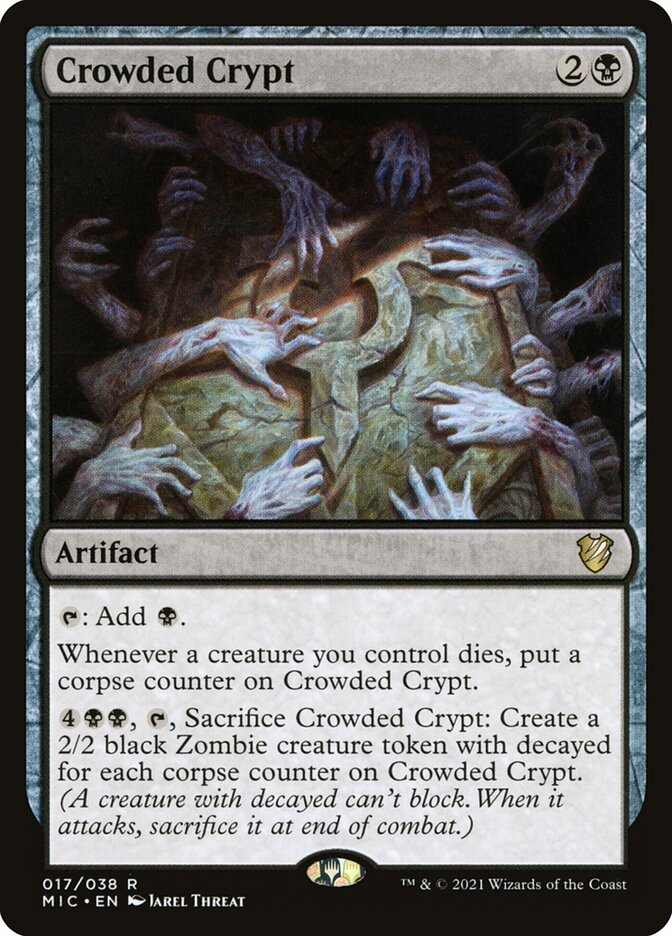 Crowded Crypt 2
Artifact
: Add .
Whenever a creature you control dies, put a
corpse counter on Crowded Crypt.
4, , Sacrifice Crowded Crypt: Create a
2/2 black Zombie creature token with decayed
for each corpse counter on Crowded Crypt.
(A creature with decayed can't block. When it
attacks, sacrifice it at end of combat.)
017/038 R
MIC • EN Jarel Threat
™ & © 2021 Wizards of the Coast